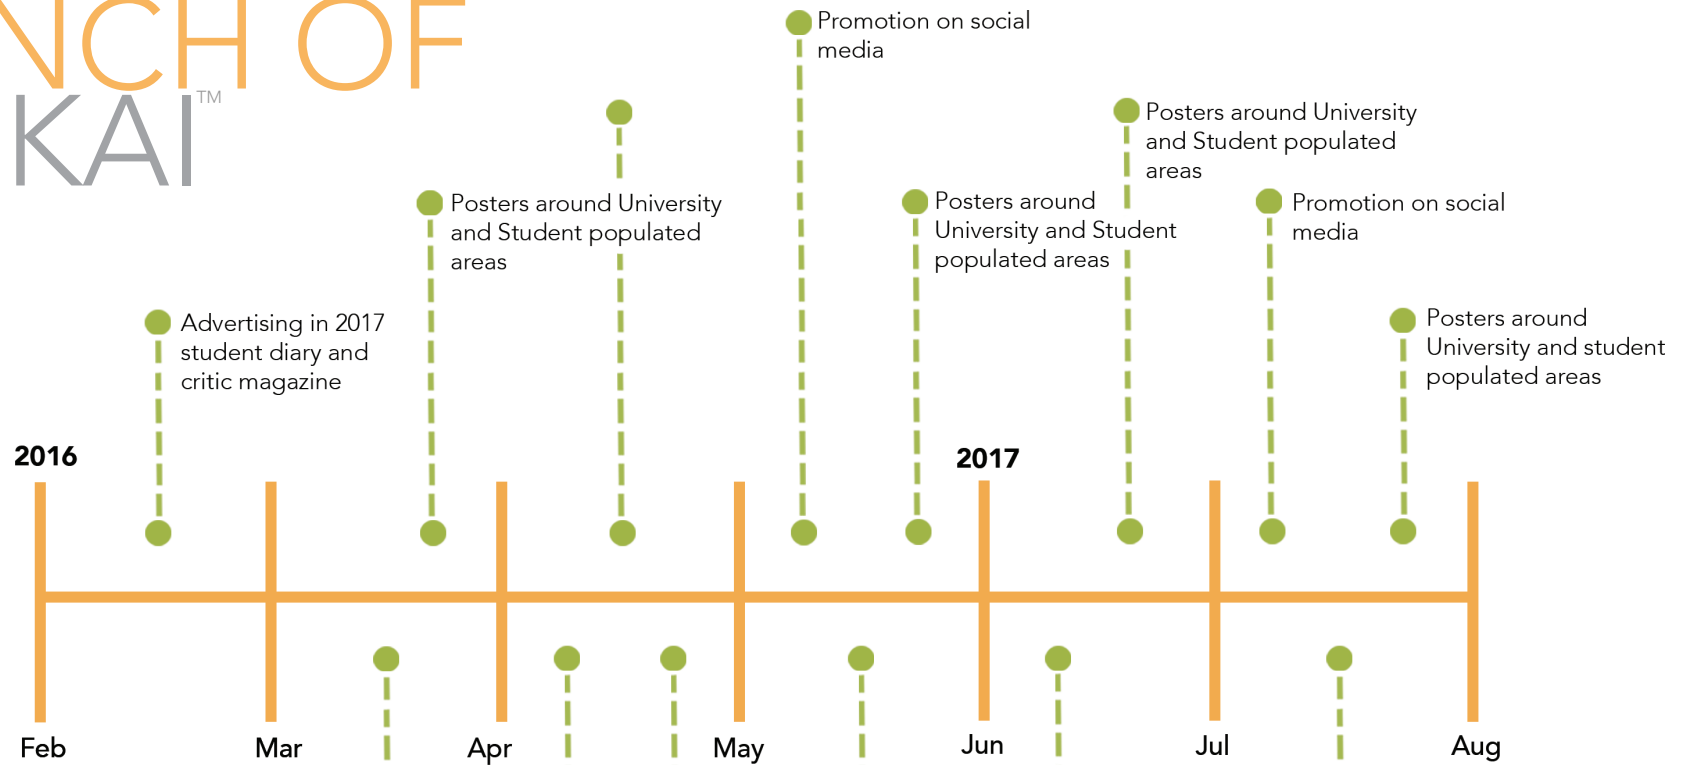 NCH OF
KAI™
Promotion on social
media
Posters around University
and Student populated
areas
Posters around University
and Student populated
areas
Posters around
University and Student
populated areas
Promotion on social
media
Advertising in 2017
student diary and
critic magazine
Posters around
University and student
populated areas
2016
2017
Feb
Mar
Apr
May
Jun
Jul
Aug